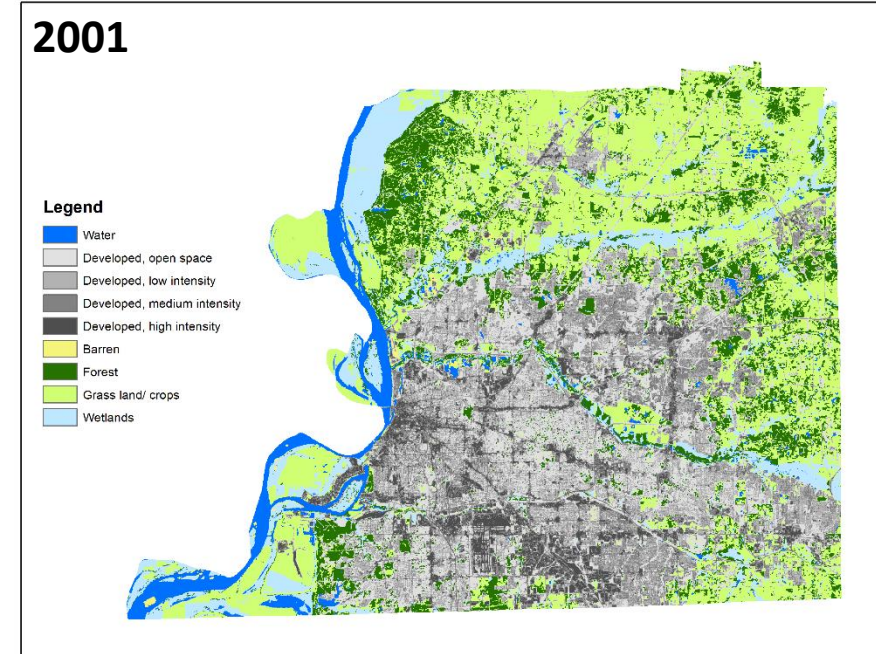 2001
Legend
Water
Developed, open space
Developed, low intensity
Developed, medium intensity
Developed, high intensity
Barren
Forest
Grass land/ crops
Wetlands